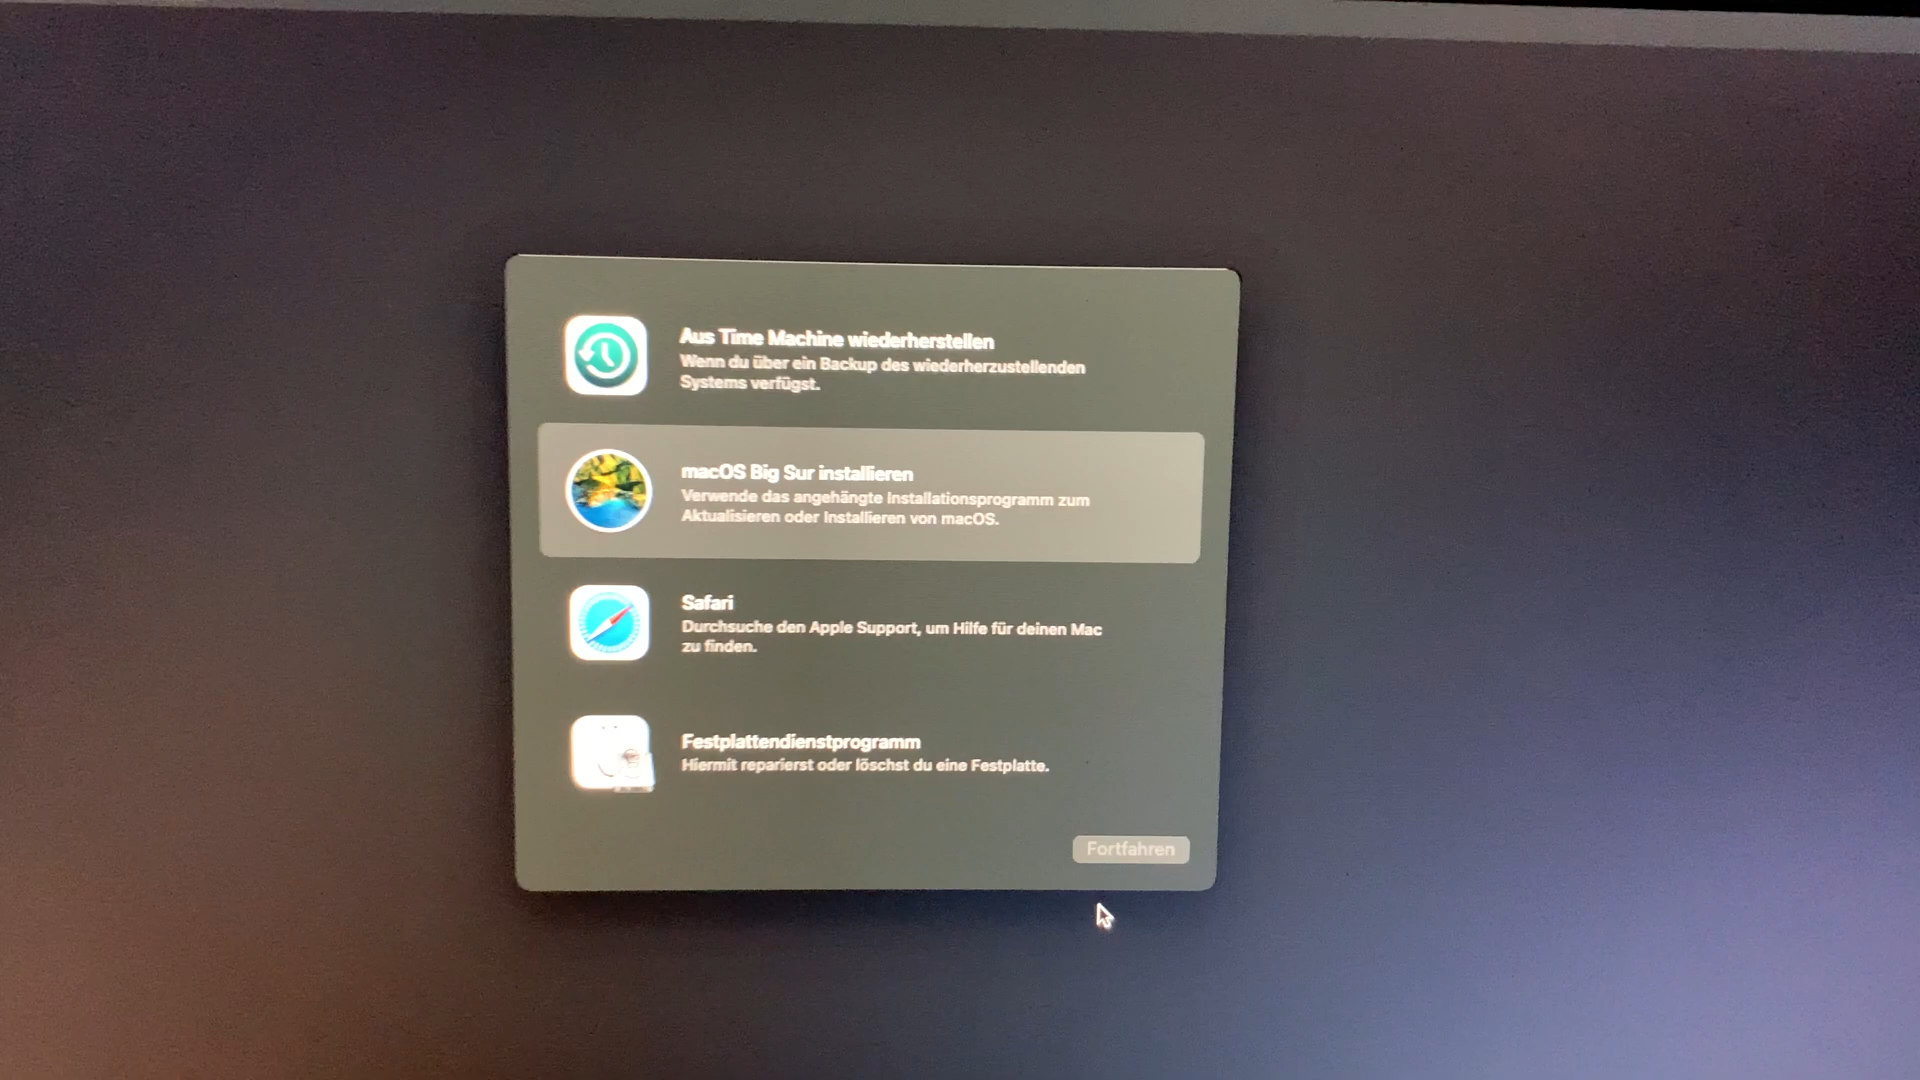 Aus Time Machine wiederherstellen
Wenn du über ein Backup des wiederherzustellenden
Systems verfügst.
macOS Big Sur installieren
Verwende das angehängte Installationsprogramm zum
Aktualisieren oder Installieren von macOS.
Safari
Durchsuche den Apple Support, um Hilfe für deinen Mac
zu finden.
Festplattendienstprogramm
Hiermit reparierst oder löschst du eine Festplatte.
Fortfahren